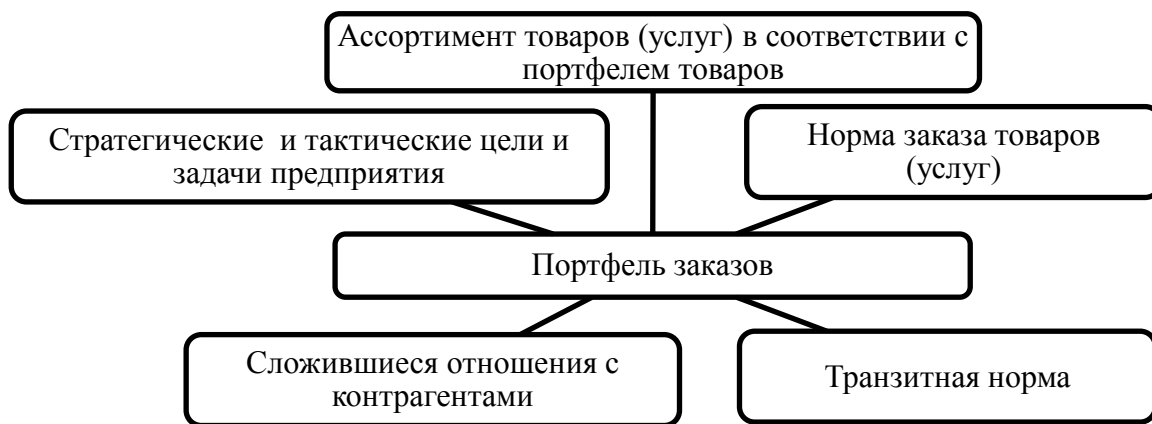 Ассортимент товаров (услуг) в соответствии с
портфелем товаров
Стратегические и тактические цели и
задачи предприятия
Норма заказа товаров
(услуг)
Портфель заказов
Сложившиеся отношения с
контрагентами
Транзитная норма